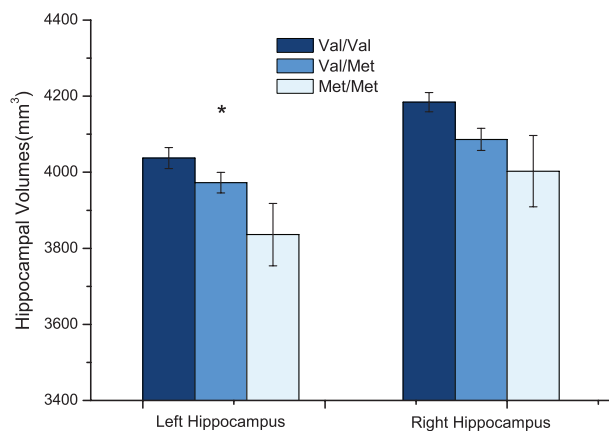 4400
4200
4000
3800
3600
3400
Hippocampal Volumes(mm³)
Val/Val
Val/Met
Met/Met
*
Left Hippocampus
Right Hippocampus